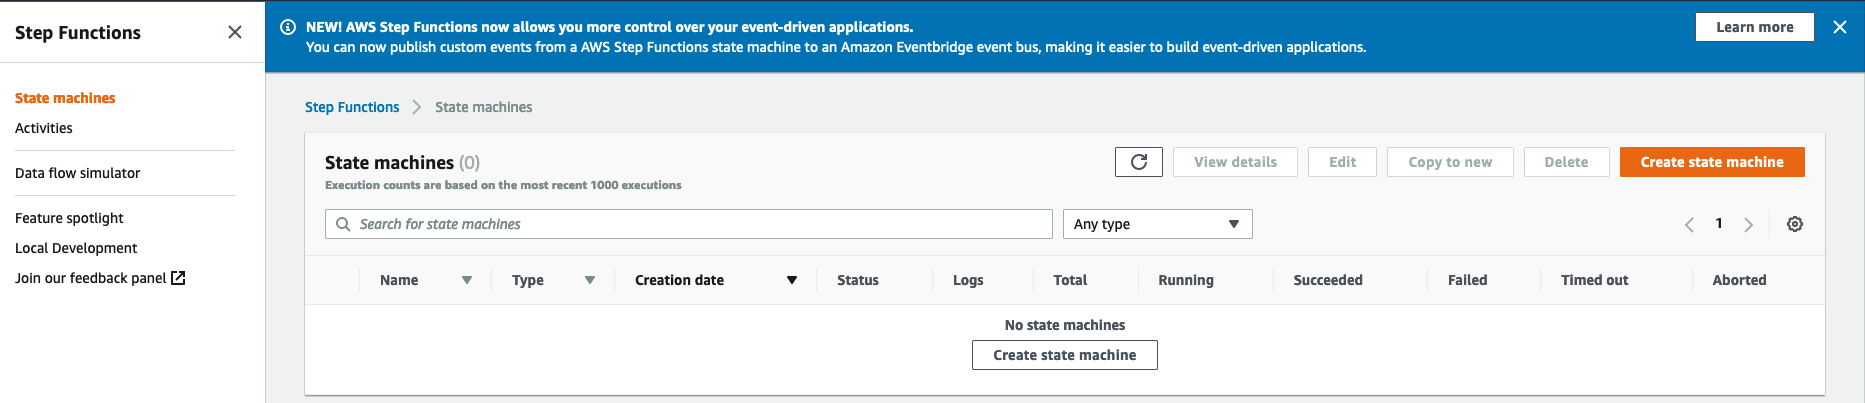 Step Functions
State machines
Activities
Data flow simulator
Feature spotlight
Local Development
Join our feedback panel
NEW! AWS Step Functions now allows you more control over your event-driven applications.
You can now publish custom events from a AWS Step Functions state machine to an Amazon Eventbridge event bus, making it easier to build event-driven applications.
Learn more
Step Functions State machines
State machines (0)
Execution counts are based on the most recent 1000 executions
View details Edit Copy to new Delete Create state machine
Search for state machines Any type 1
Name Type Creation date Status Logs Total Running Succeeded Failed Timed out Aborted
No state machines
Create state machine